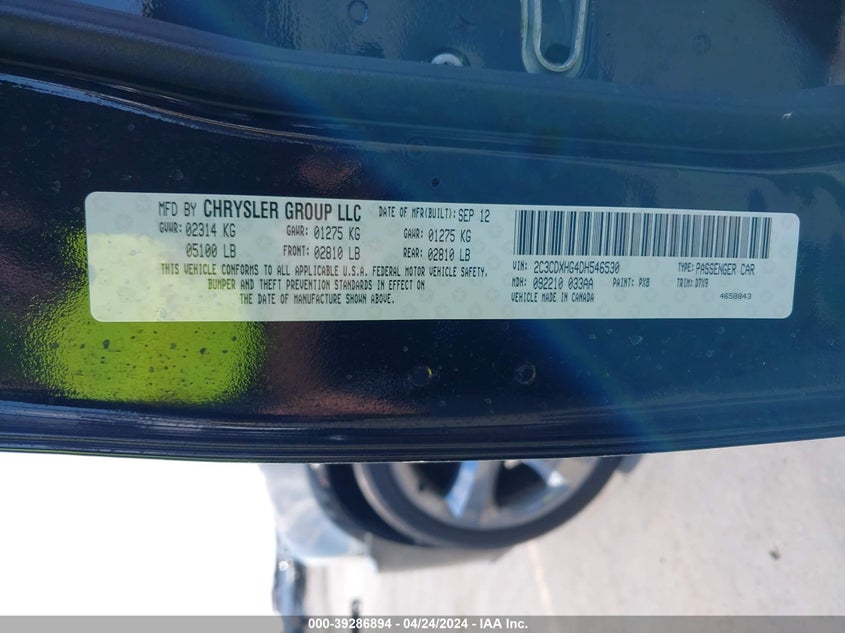 MFD BY CHRYSLER GROUP LLC DATE OF MFR(BUILT): SEP 12
GVWR: 02314 KG GAWR: 01275 KG GAWR: 01275 KG
05100 LB FRONT: 02810 LB REAR: 02810 LB
THIS VEHICLE CONFORMS TO ALL APPLICABLE U.S.A. FEDERAL MOTOR VEHICLE SAFETY,
BUMPER AND THEFT PREVENTION STANDARDS IN EFFECT ON
THE DATE OF MANUFACTURE SHOWN ABOVE.
VIN: 2C3CDXHG4DH546530 TYPE: PASSENGER CAR
MDH: 092210 033AA PAINT: PXB TRIM: D7X9
VEHICLE MADE IN CANADA 4658843
000-39286894 - 04/24/2024 - IAAI.com